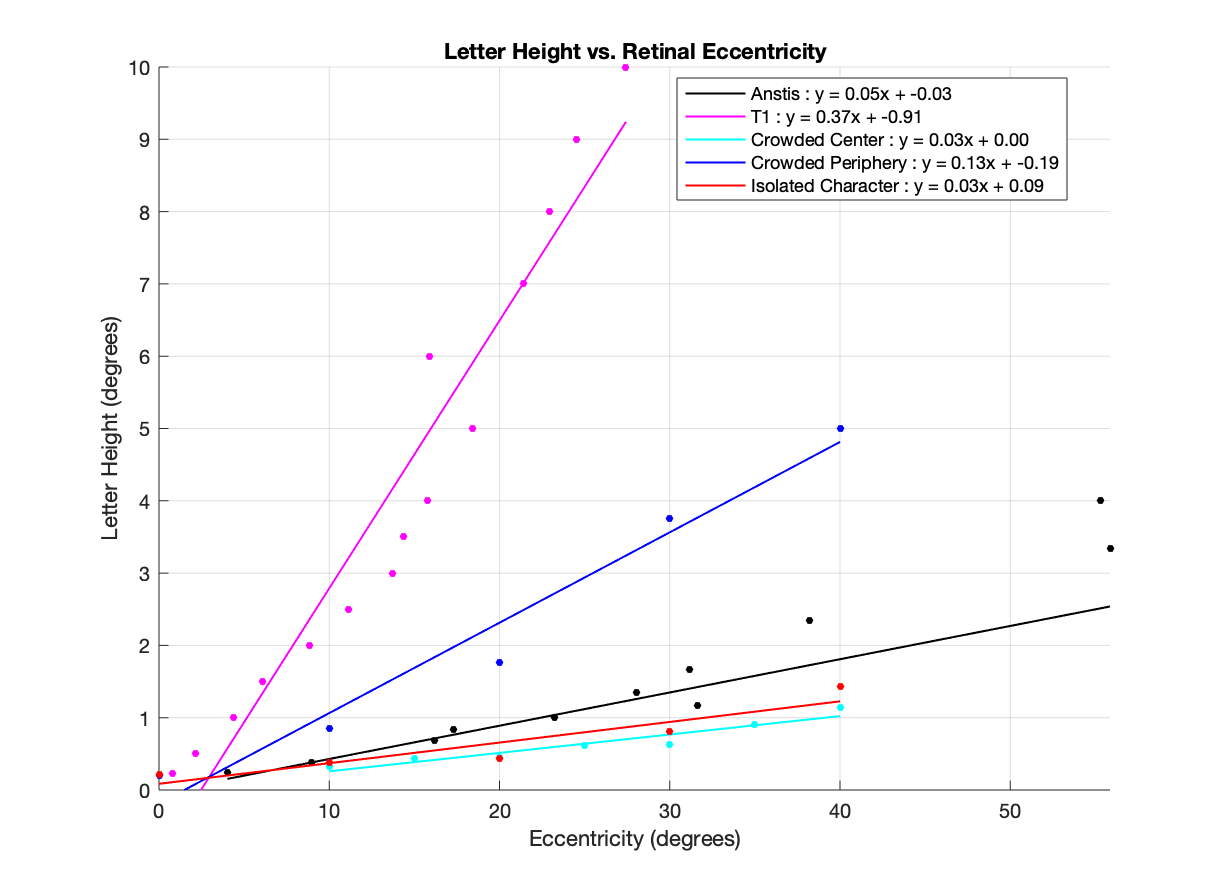 Letter Height vs. Retinal Eccentricity
Anstis : y = 0.05x + -0.03
T1 : y = 0.37x + -0.91
Crowded Center : y = 0.03x + 0.00
Crowded Periphery : y = 0.13x + -0.19
Isolated Character : y = 0.03x + 0.09
10
9
8
7
6
5
4
3
2
1
0
Letter Height (degrees)
0 10 20 30 40 50
Eccentricity (degrees)